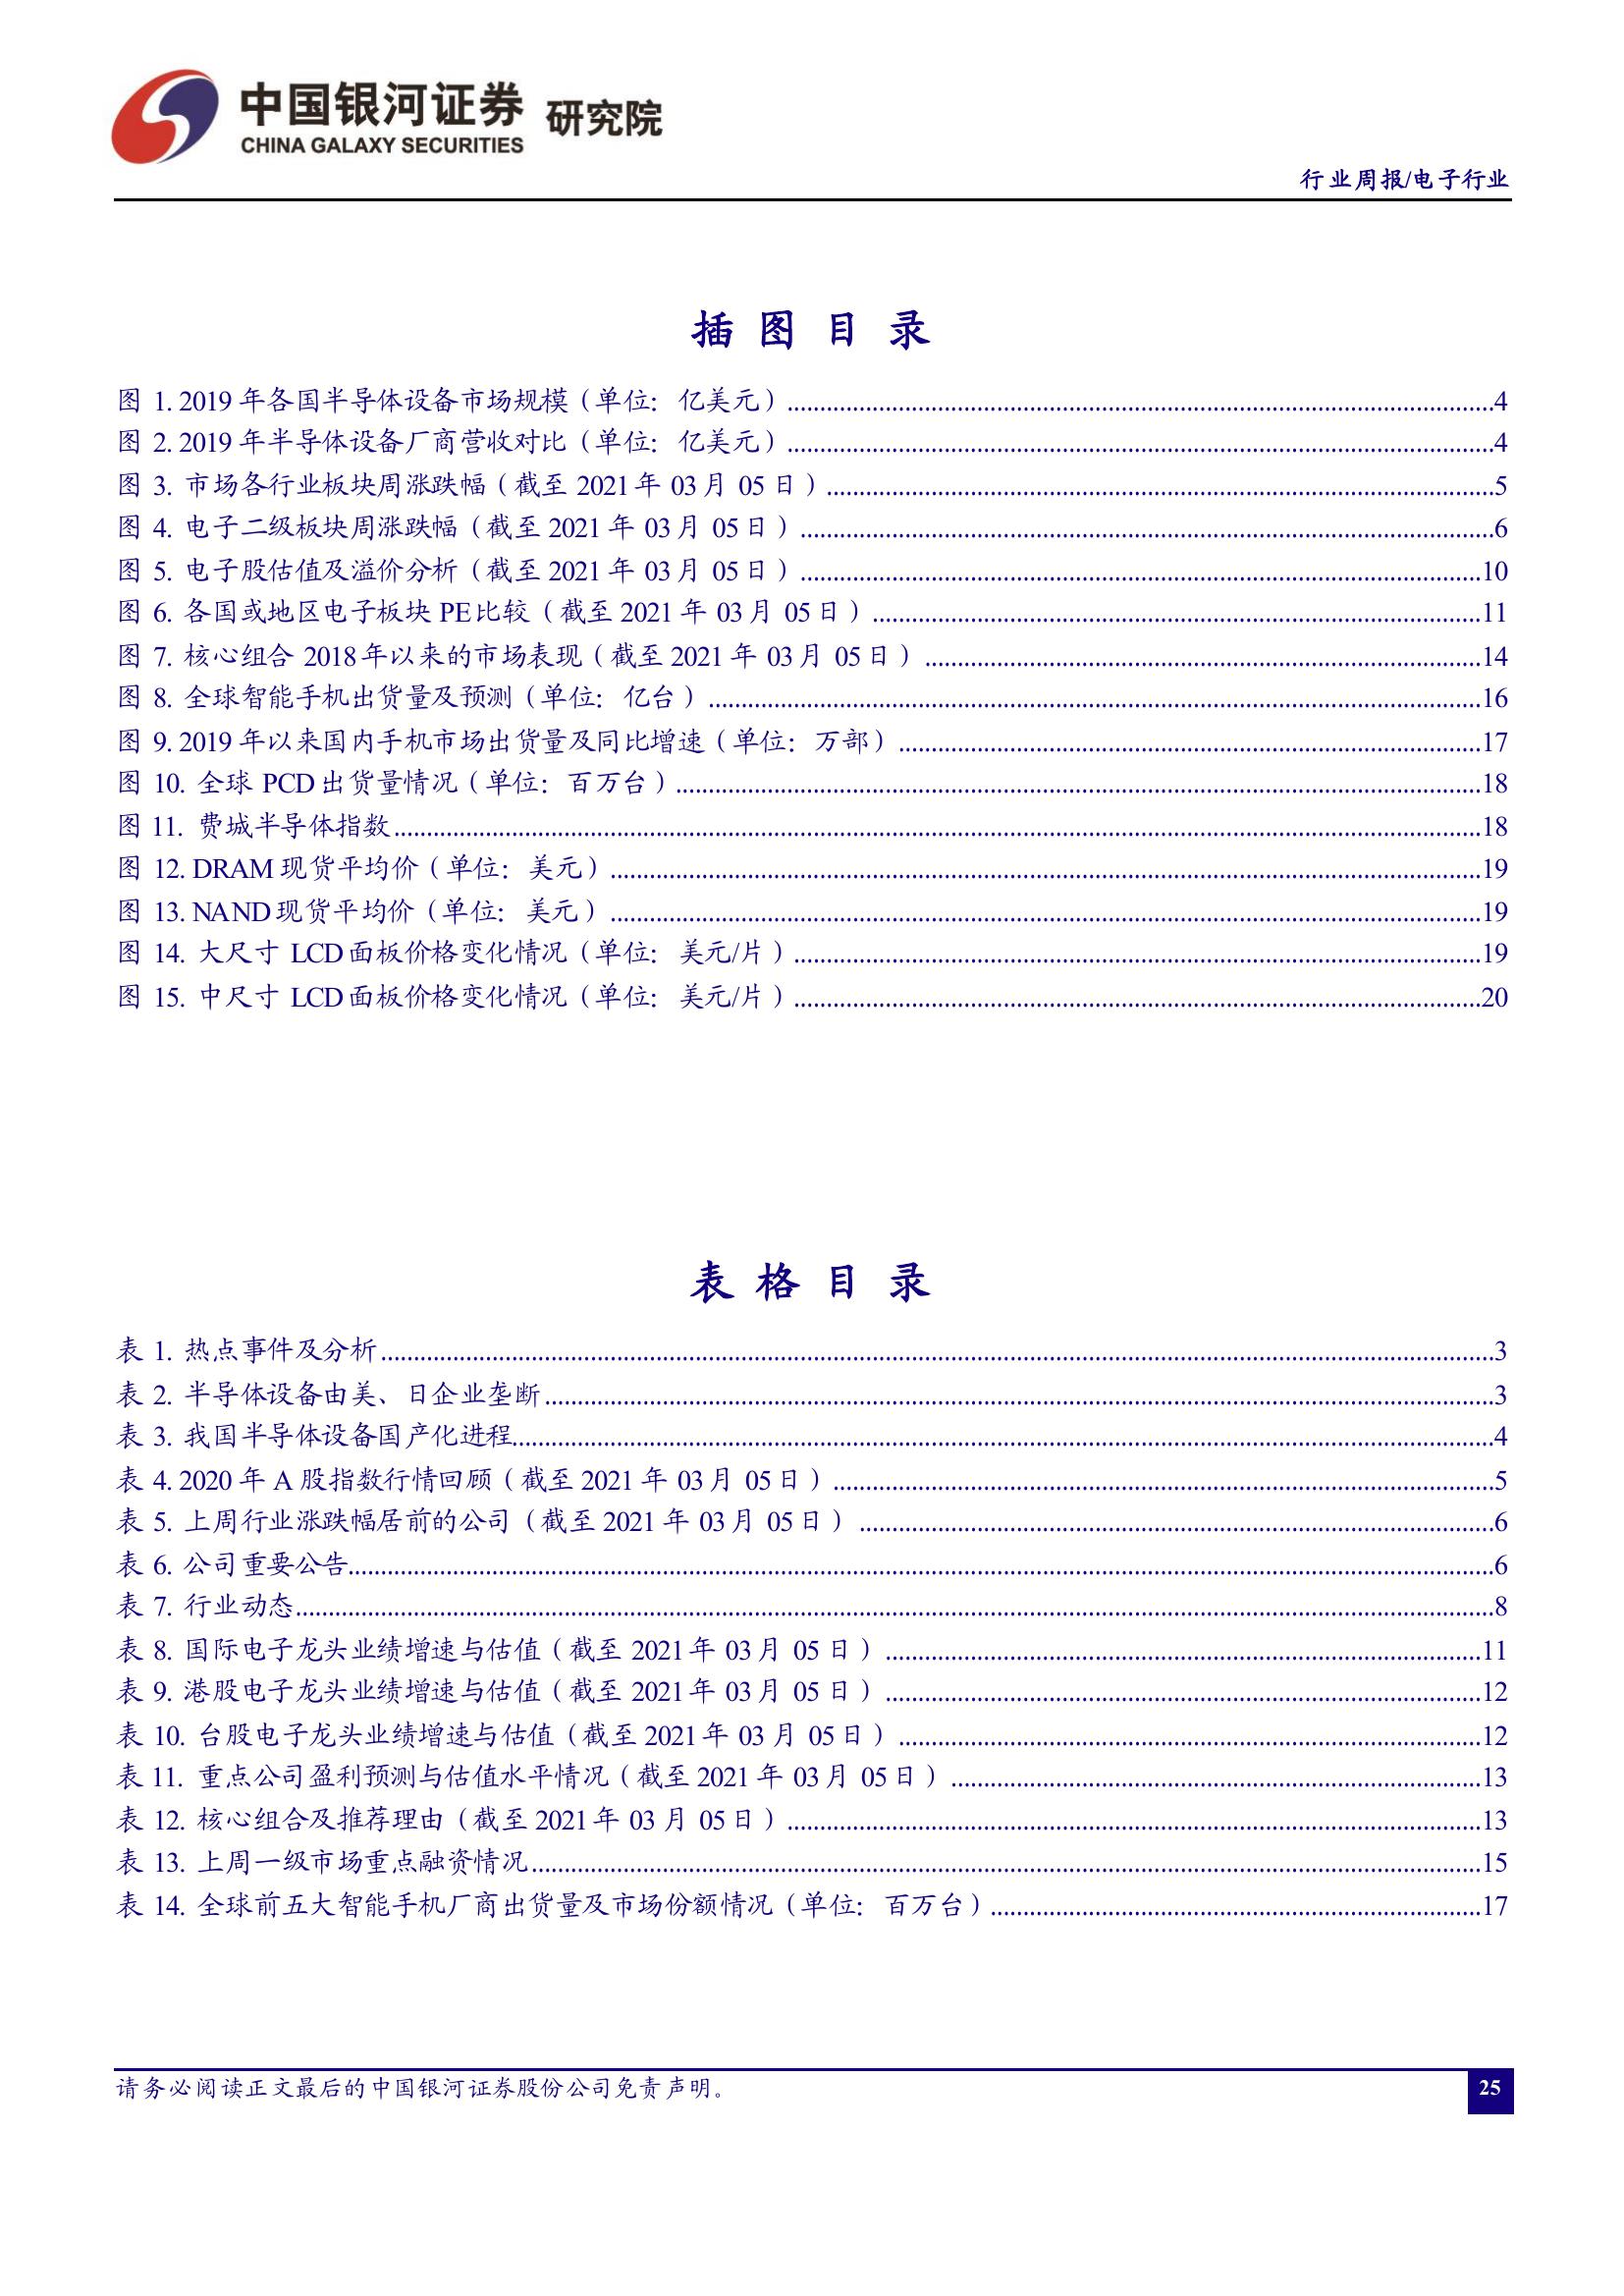 中国银河证券 研究院
CHINA GALAXY SECURITIES
行业周报/电子行业
插 图 目 录
图 1. 2019 年各国半导体设备市场规模（单位：亿美元）....................4
图 2. 2019 年半导体设备厂商营收对比（单位：亿美元）....................4
图 3. 市场各行业板块周涨跌幅（截至 2021 年 03 月 05 日）....................5
图 4. 电子二级板块周涨跌幅（截至 2021 年 03 月 05 日）....................6
图 5. 电子股估值及溢价分析（截至 2021 年 03 月 05 日）....................10
图 6. 各国或地区电子板块 PE 比较（截至 2021 年 03 月 05 日）....................11
图 7. 核心组合 2018 年以来的市场表现（截至 2021 年 03 月 05 日）....................14
图 8. 全球智能手机出货量及预测（单位：亿台）....................16
图 9. 2019 年以来国内手机市场出货量及同比增速（单位：万部）....................17
图 10. 全球 PCD 出货量情况（单位：百万台）....................18
图 11. 费城半导体指数....................18
图 12. DRAM 现货平均价（单位：美元）....................19
图 13. NAND 现货平均价（单位：美元）....................19
图 14. 大尺寸 LCD 面板价格变化情况（单位：美元/片）....................19
图 15. 中尺寸 LCD 面板价格变化情况（单位：美元/片）....................20
表 格 目 录
表 1. 热点事件及分析....................3
表 2. 半导体设备由美、日企业垄断....................3
表 3. 我国半导体设备国产化进程....................4
表 4. 2020 年 A 股指数行情回顾（截至 2021 年 03 月 05 日）....................5
表 5. 上周行业涨跌幅居前的公司（截至 2021 年 03 月 05 日）....................6
表 6. 公司重要公告....................6
表 7. 行业动态....................8
表 8. 国际电子龙头业绩增速与估值（截至 2021 年 03 月 05 日）....................11
表 9. 港股电子龙头业绩增速与估值（截至 2021 年 03 月 05 日）....................12
表 10. 台股电子龙头业绩增速与估值（截至 2021 年 03 月 05 日）....................12
表 11. 重点公司盈利预测与估值水平情况（截至 2021 年 03 月 05 日）....................13
表 12. 核心组合及推荐理由（截至 2021 年 03 月 05 日）....................13
表 13. 上周一级市场重点融资情况....................15
表 14. 全球前五大智能手机厂商出货量及市场份额情况（单位：百万台）....................17
请务必阅读正文最后的中国银河证券股份公司免责声明。
25